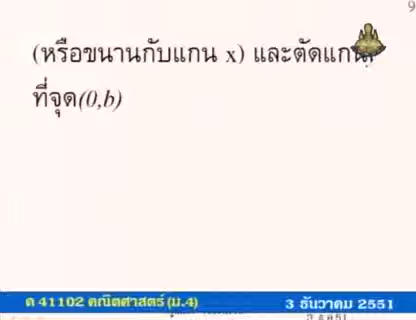 9
(หรือขนานกับแกน x) และตัดแกน
ที่จุด(0,b)
ค 41102 คณิตศาสตร์ (ม.4) 3 ธันวาคม 2551